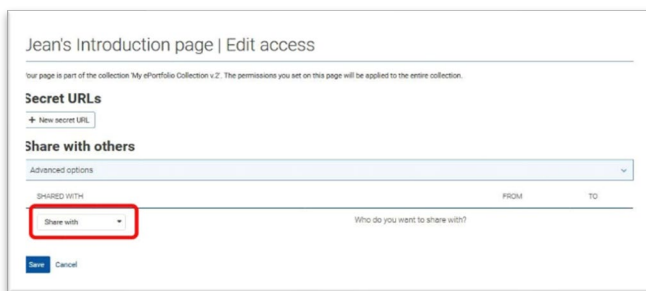 Jean's Introduction page | Edit access
Your page is part of the collection 'My ePortfolio Collection v.2'. The permissions you set on this page will be applied to the entire collection.
Secret URLs
+ New secret URL
Share with others
Advanced options
SHARED WITH FROM TO
Share with Who do you want to share with?
Save Cancel